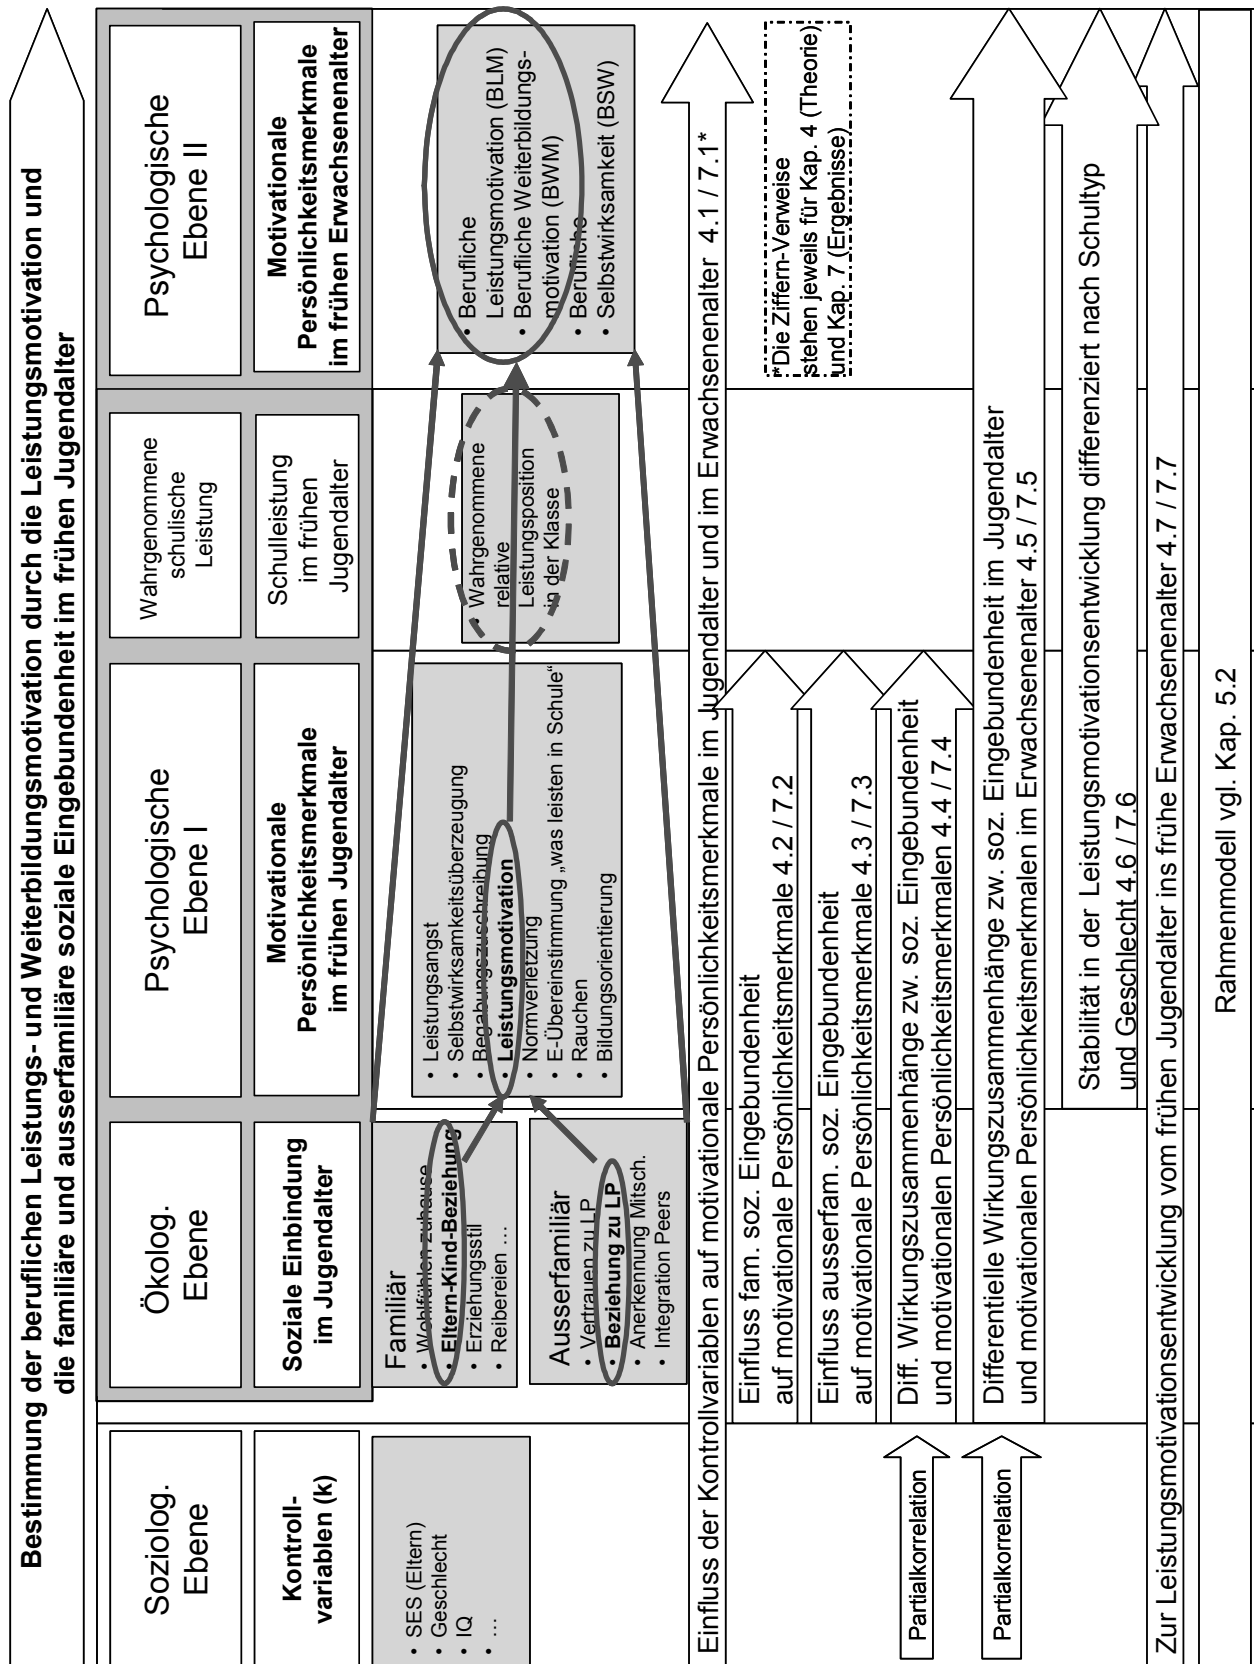 Bestimmung der beruflichen Leistungs- und Weiterbildungsmotivation durch die Leistungsmotivation und
die familiäre und ausserfamiliäre soziale Eingebundenheit im frühen Jugendalter
Soziolog.
Ebene
Ökolog.
Ebene
Psychologische
Ebene I
Wahrgenommene
schulische
Leistung
Psychologische
Ebene II
Kontroll-
variablen (k)
Soziale Einbindung
im Jugendalter
Motivationale
Persönlichkeitsmerkmale
im frühen Jugendalter
Schulleistung
im frühen
Jugendalter
Motivationale
Persönlichkeitsmerkmale
im frühen Erwachsenenalter
• SES (Eltern)
• Geschlecht
• IQ
• …
Familiär
• Wohlfühlen zuhause
• Eltern-Kind-Beziehung
• Erziehungsstil
• Reibereien …
Ausserfamiliär
• Vertrauen zu LP
• Beziehung zu LP
• Anerkennung Mitsch.
• Integration Peers
• Leistungsangst
• Selbstwirksamkeitsüberzeugung
• Begabungszuschreibung
• Leistungsmotivation
• Normverletzung
• E-Übereinstimmung „was leisten in Schule“
• Rauchen
• Bildungsorientierung
• Wahrgenommene
relative
Leistungsposition
in der Klasse
• Berufliche
Leistungsmotivation (BLM)
• Berufliche Weiterbildungs-
motivation (BWM)
• Berufliche
• Selbstwirksamkeit (BSW)
Einfluss der Kontrollvariablen auf motivationale Persönlichkeitsmerkmale im Jugendalter und im Erwachsenenalter 4.1 / 7.1*
*Die Ziffern-Verweise
stehen jeweils für Kap. 4 (Theorie)
und Kap. 7 (Ergebnisse)
Einfluss fam. soz. Eingebundenheit
auf motivationale Persönlichkeitsmerkmale 4.2 / 7.2
Einfluss ausserfam. soz. Eingebundenheit
auf motivationale Persönlichkeitsmerkmale 4.3 / 7.3
Partialkorrelation
Diff. Wirkungszusammenhänge zw. soz. Eingebundenheit
und motivationalen Persönlichkeitsmerkmalen 4.4 / 7.4
Partialkorrelation
Differentielle Wirkungszusammenhänge zw. soz. Eingebundenheit im Jugendalter
und motivationalen Persönlichkeitsmerkmalen im Erwachsenenalter 4.5 / 7.5
Stabilität in der Leistungsmotivationsentwicklung differenziert nach Schultyp
und Geschlecht 4.6 / 7.6
Zur Leistungsmotivationsentwicklung vom frühen Jugendalter ins frühe Erwachsenenalter 4.7 / 7.7
Rahmenmodell vgl. Kap. 5.2